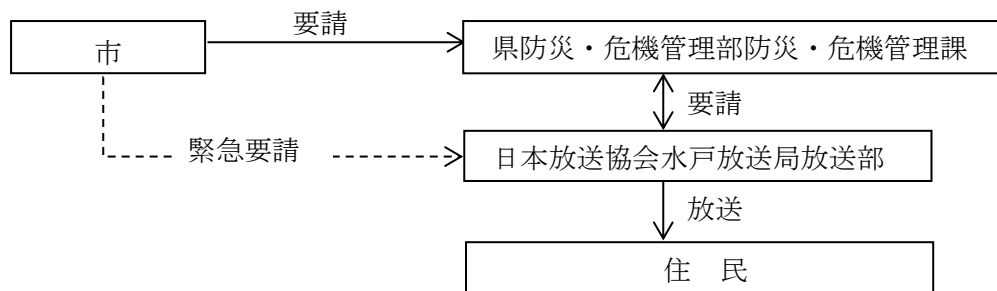 要請
市
県防災・危機管理部防災・危機管理課
要請
緊急要請
日本放送協会水戸放送局放送部
放送
住　民